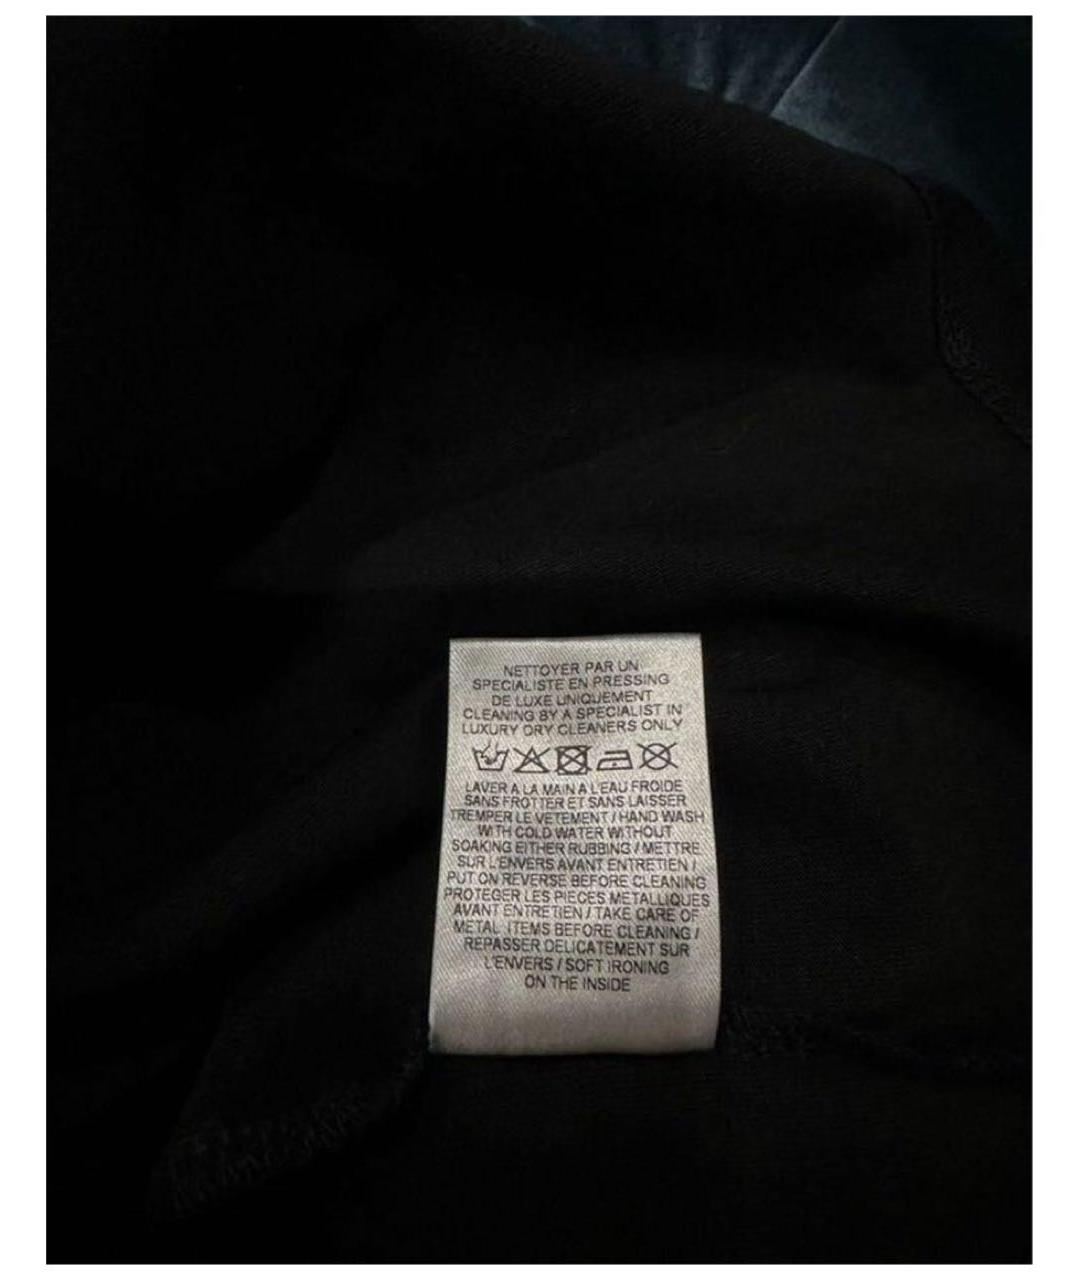 NETTOYER PAR UN
SPECIALISTE EN PRESSING
DE LUXE UNIQUEMENT
CLEANING BY A SPECIALIST IN
LUXURY DRY CLEANERS ONLY
LAVER A LA MAIN A L'EAU FROIDE
SANS FROTTER ET SANS LAISSER
TREMPER LE VETEMENT / HAND WASH
WITH COLD WATER WITHOUT
SOAKING EITHER RUBBING / METTRE
SUR L'ENVERS AVANT ENTRETIEN /
PUT ON REVERSE BEFORE CLEANING
PROTEGER LES PIECES METALLIQUES
AVANT ENTRETIEN / TAKE CARE OF
METAL ITEMS BEFORE CLEANING /
REPASSER DELICATEMENT SUR
L'ENVERS / SOFT IRONING
ON THE INSIDE